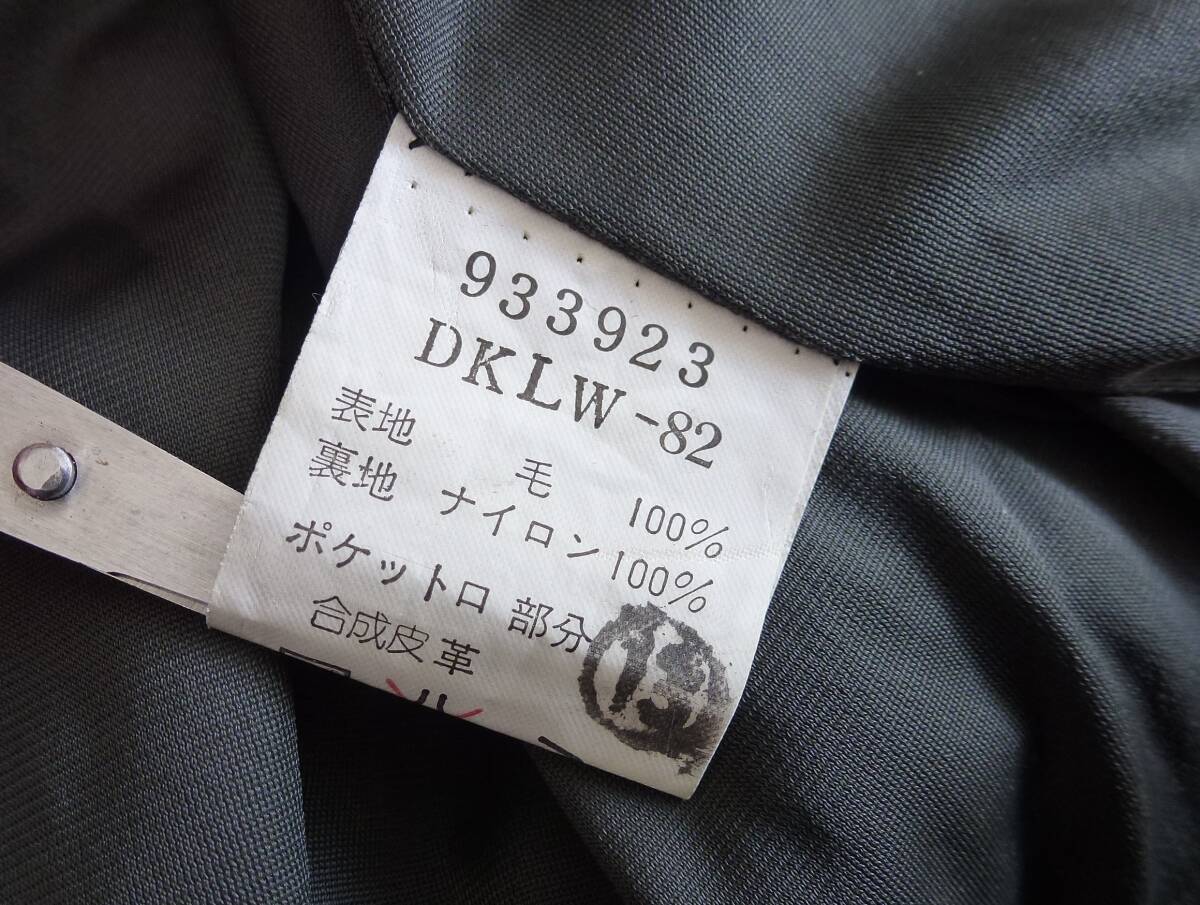 933923
DKLW-82
表地 毛 100%
裏地 ナイロン100%
ポケット口 部分
合成皮革